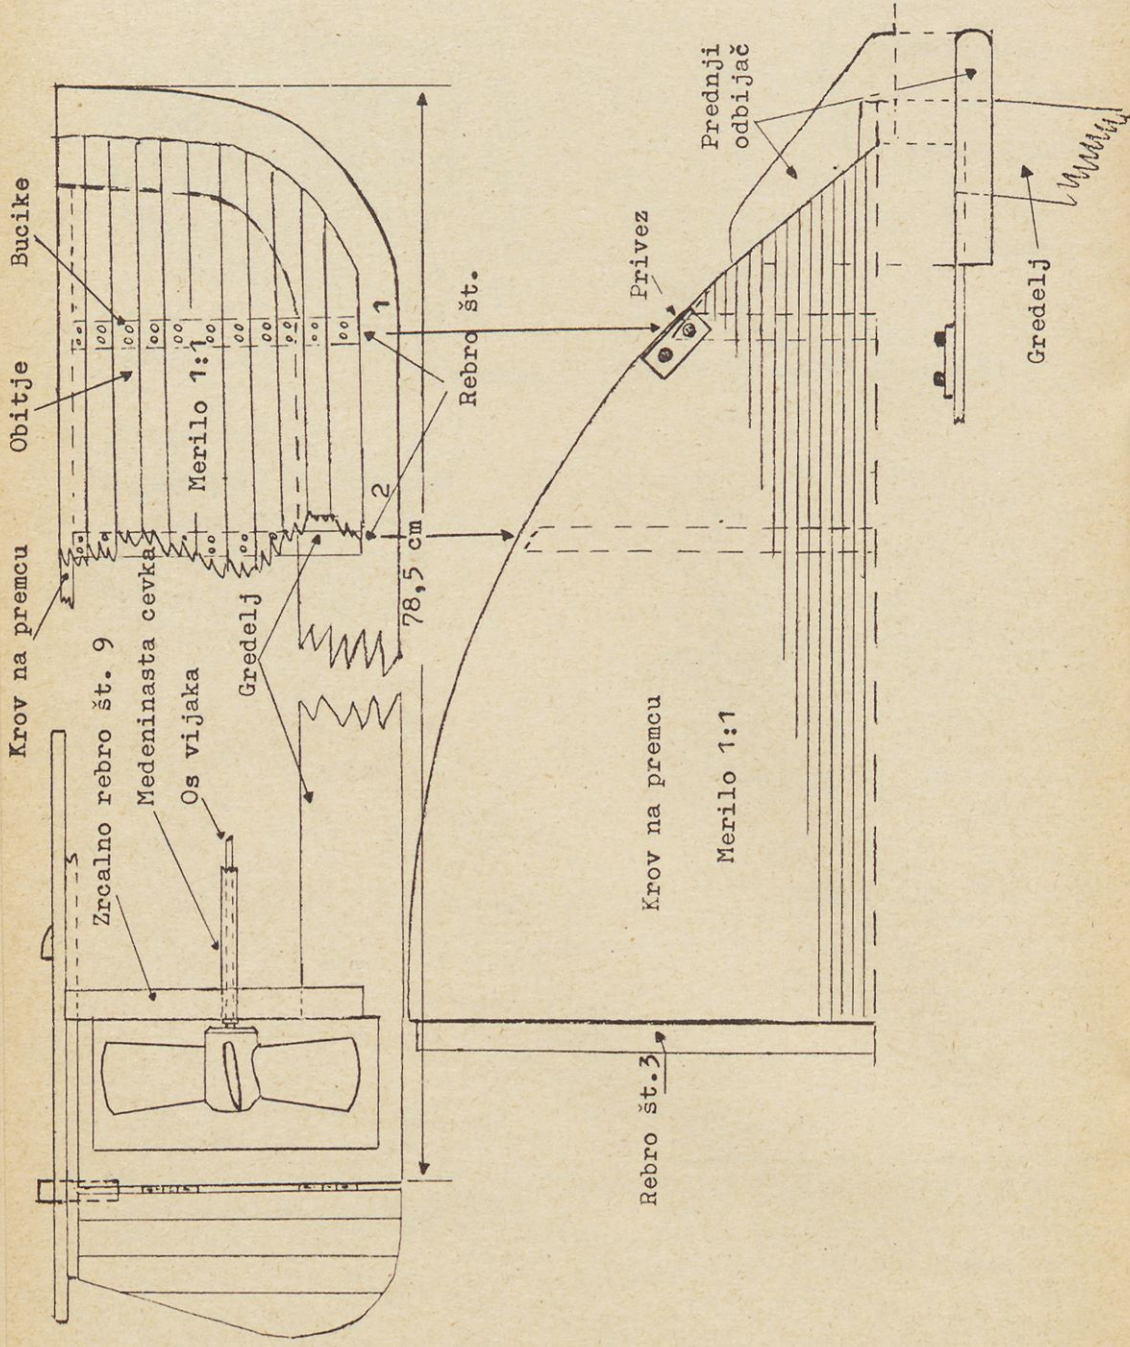 Krov na premcu
Obitje
Bucike
Merilo 1:1
Zrcalno rebro št. 9
Medeninasta cevka
Os vijaka
Gredelj
2
1
Rebro št.
78,5 cm
Privez
Prednji
odbijač
Krov na premcu
Merilo 1:1
Rebro št.3
Gredelj